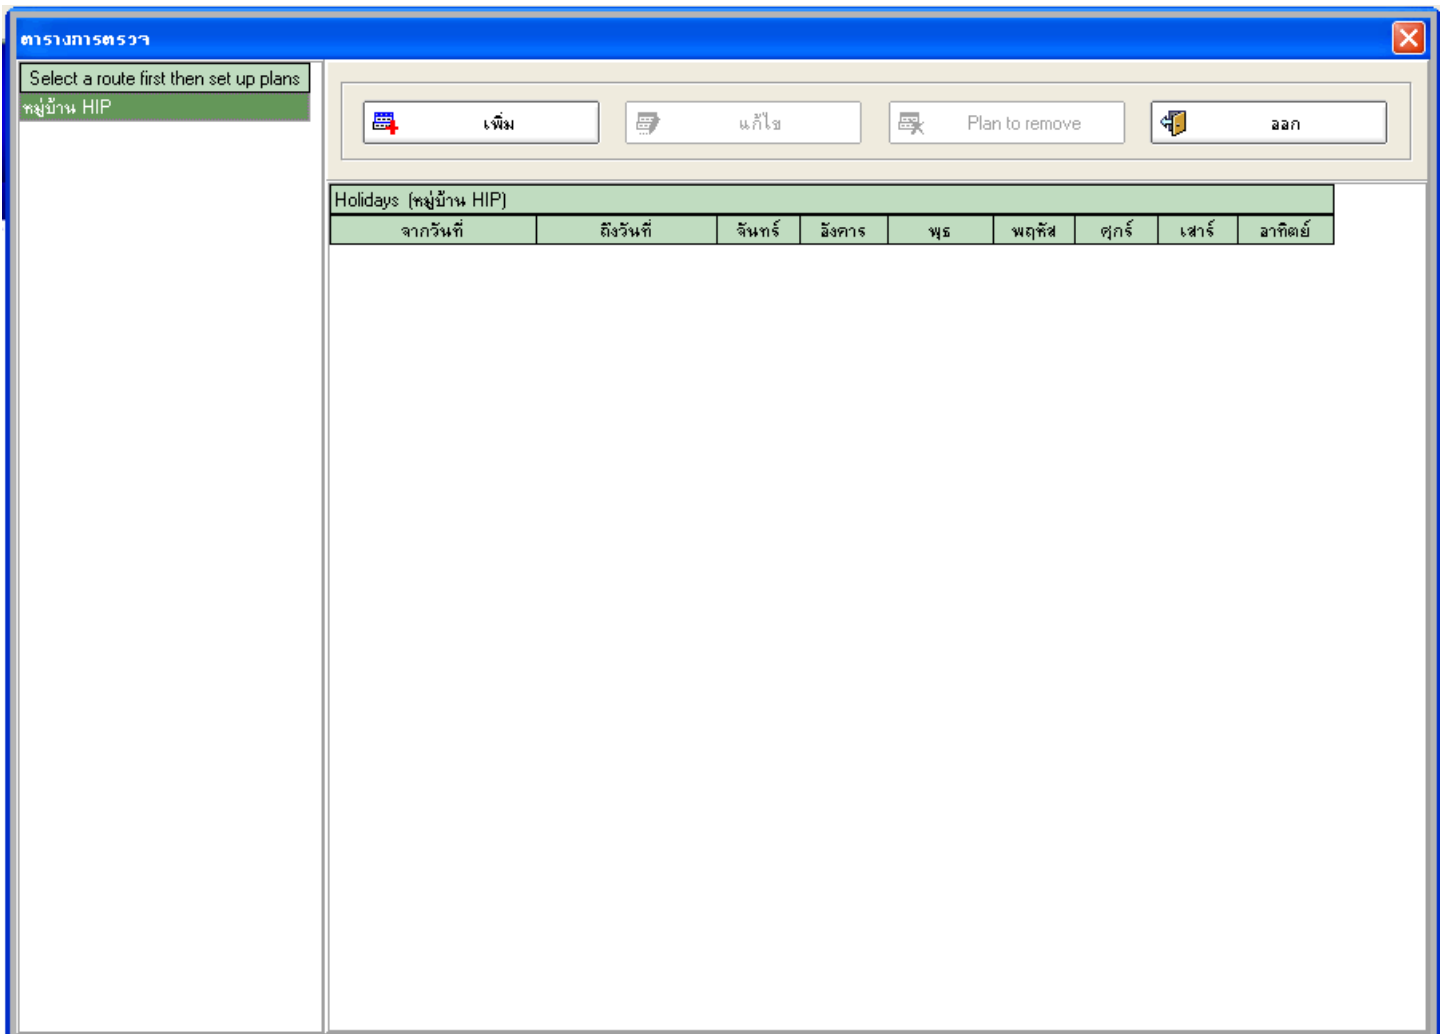 ตารางการตรวจ
Select a route first then set up plans
หมู่บ้าน HIP
เพิ่ม แก้ไข Plan to remove ออก
Holidays (หมู่บ้าน HIP)
จากวันที่ ถึงวันที่ จันทร์ อังคาร พุธ พฤหัส ศุกร์ เสาร์ อาทิตย์